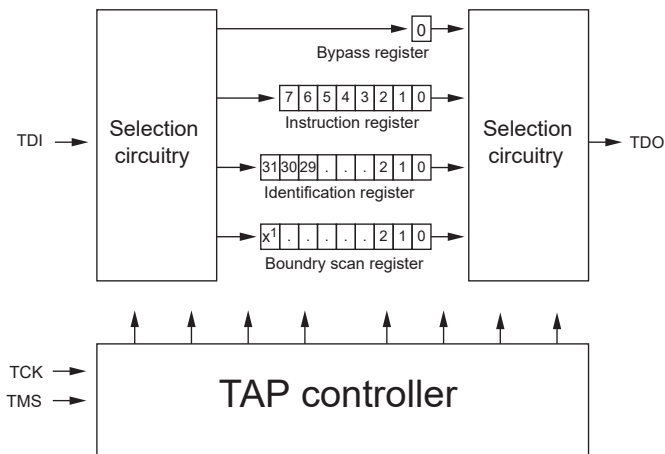 0
Bypass register
7 6 5 4 3 2 1 0
Instruction register
TDI
Selection
circuitry
Selection
circuitry
TDO
31 30 29 . . . 2 1 0
Identification register
x1 . . . . . 2 1 0
Boundry scan register
TCK
TMS
TAP controller